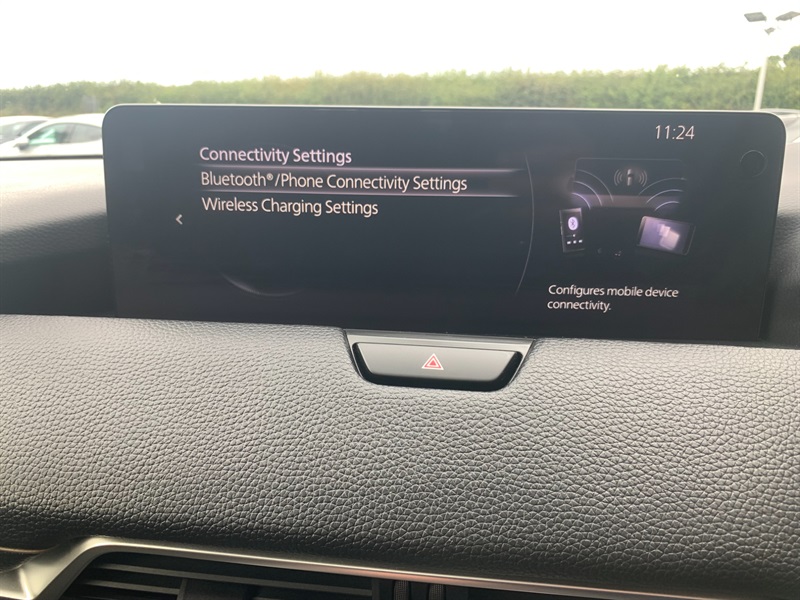 11:24
Connectivity Settings
Bluetooth®/Phone Connectivity Settings
Wireless Charging Settings
Configures mobile device
connectivity.